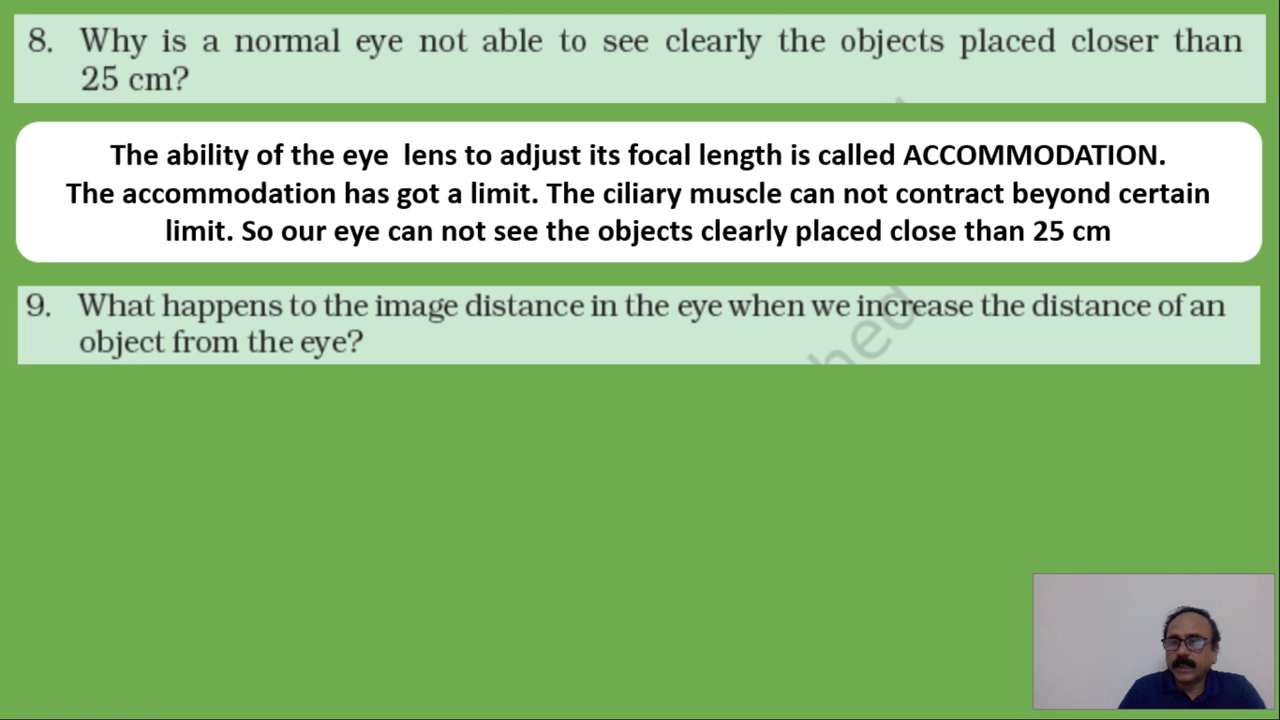 8. Why is a normal eye not able to see clearly the objects placed closer than
25 cm?
The ability of the eye lens to adjust its focal length is called ACCOMMODATION.
The accommodation has got a limit. The ciliary muscle can not contract beyond certain
limit. So our eye can not see the objects clearly placed close than 25 cm
9. What happens to the image distance in the eye when we increase the distance of an
object from the eye?